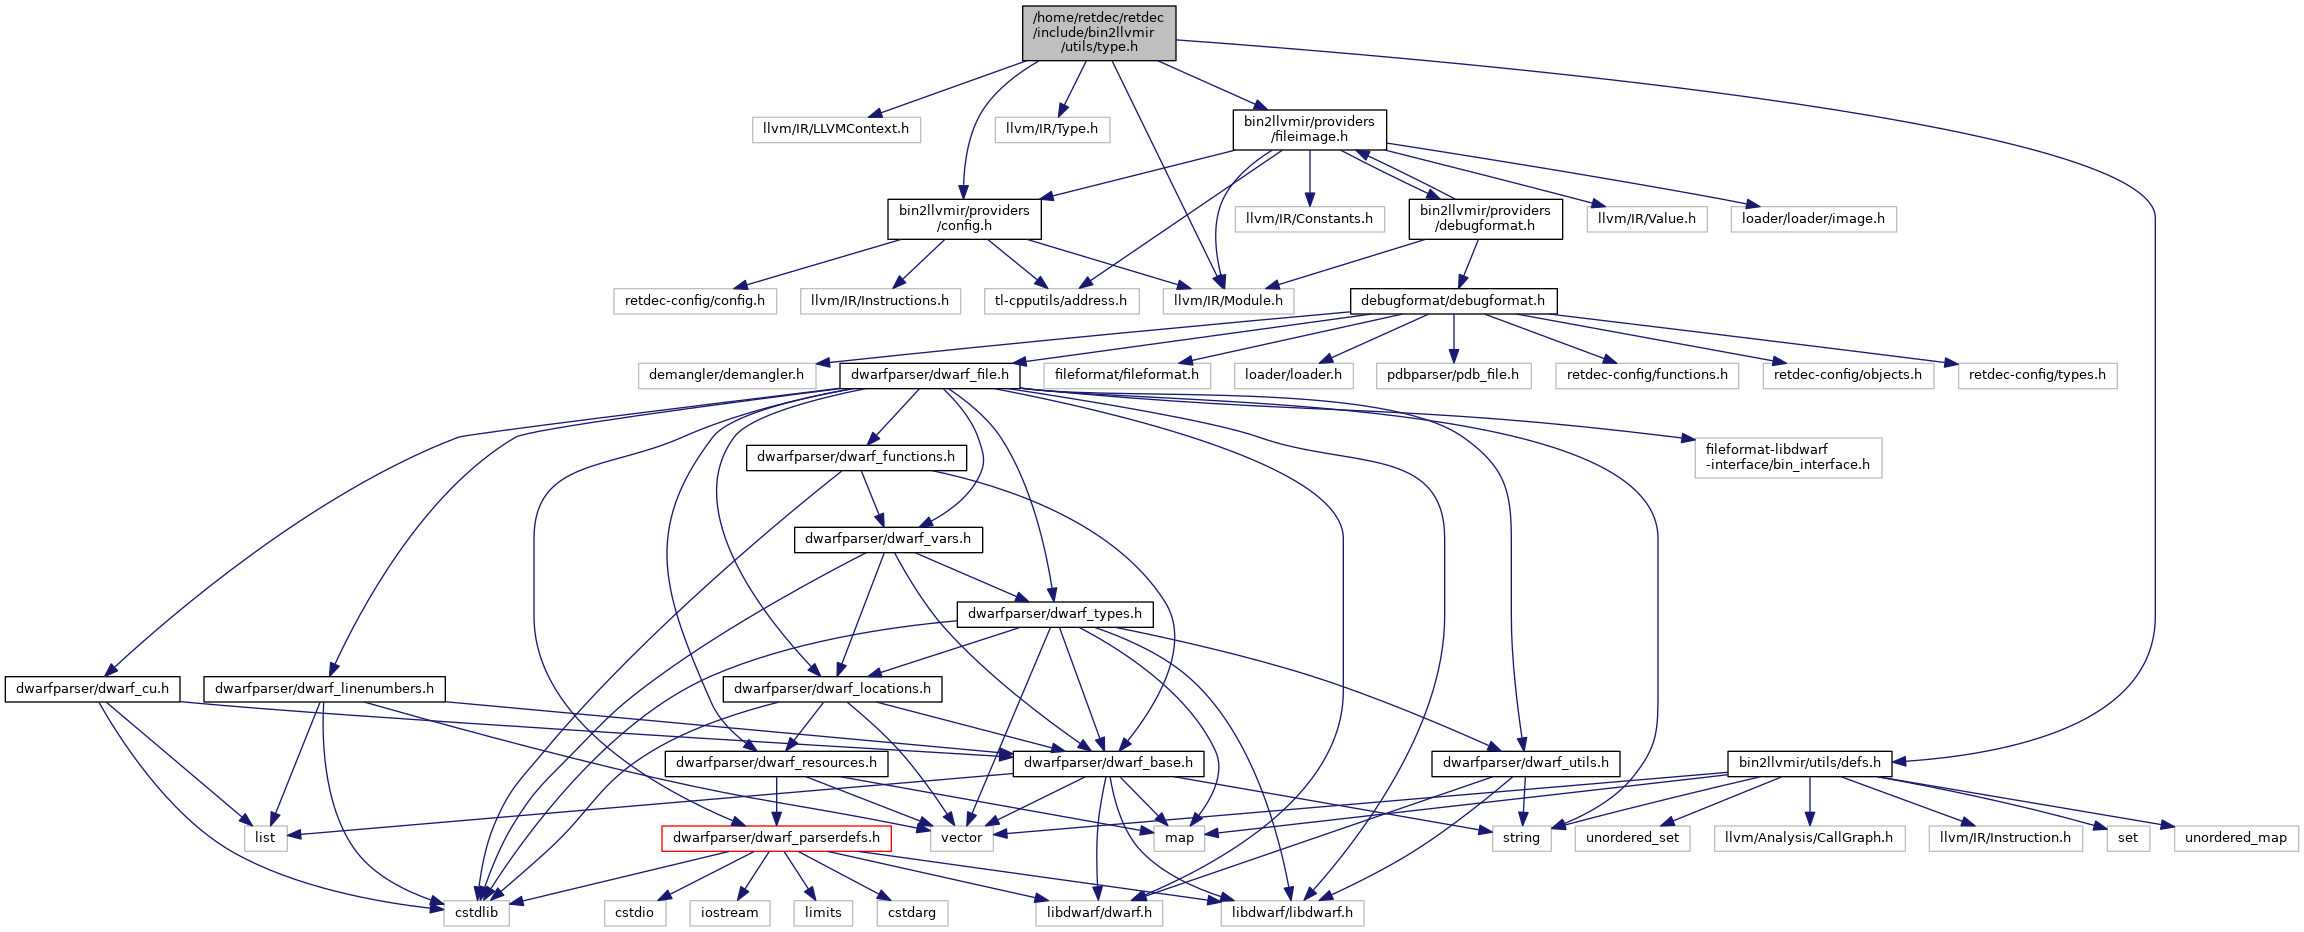 /home/retdec/retdec
/include/bin2llvmir
/utils/type.h
llvm/IR/LLVMContext.h
llvm/IR/Type.h
bin2llvmir/providers
/fileimage.h
bin2llvmir/providers
/config.h
llvm/IR/Constants.h
bin2llvmir/providers
/debugformat.h
llvm/IR/Value.h
loader/loader/image.h
retdec-config/config.h
llvm/IR/Instructions.h
tl-cpputils/address.h
llvm/IR/Module.h
debugformat/debugformat.h
demangler/demangler.h
dwarfparser/dwarf_file.h
fileformat/fileformat.h
loader/loader.h
pdbparser/pdb_file.h
retdec-config/functions.h
retdec-config/objects.h
retdec-config/types.h
dwarfparser/dwarf_functions.h
fileformat-libdwarf
-interface/bin_interface.h
dwarfparser/dwarf_vars.h
dwarfparser/dwarf_types.h
dwarfparser/dwarf_cu.h
dwarfparser/dwarf_linenumbers.h
dwarfparser/dwarf_locations.h
dwarfparser/dwarf_resources.h
dwarfparser/dwarf_base.h
dwarfparser/dwarf_utils.h
bin2llvmir/utils/defs.h
list
dwarfparser/dwarf_parserdefs.h
vector
map
string
unordered_set
llvm/Analysis/CallGraph.h
llvm/IR/Instruction.h
set
unordered_map
cstdlib
cstdio
iostream
limits
cstdarg
libdwarf/dwarf.h
libdwarf/libdwarf.h